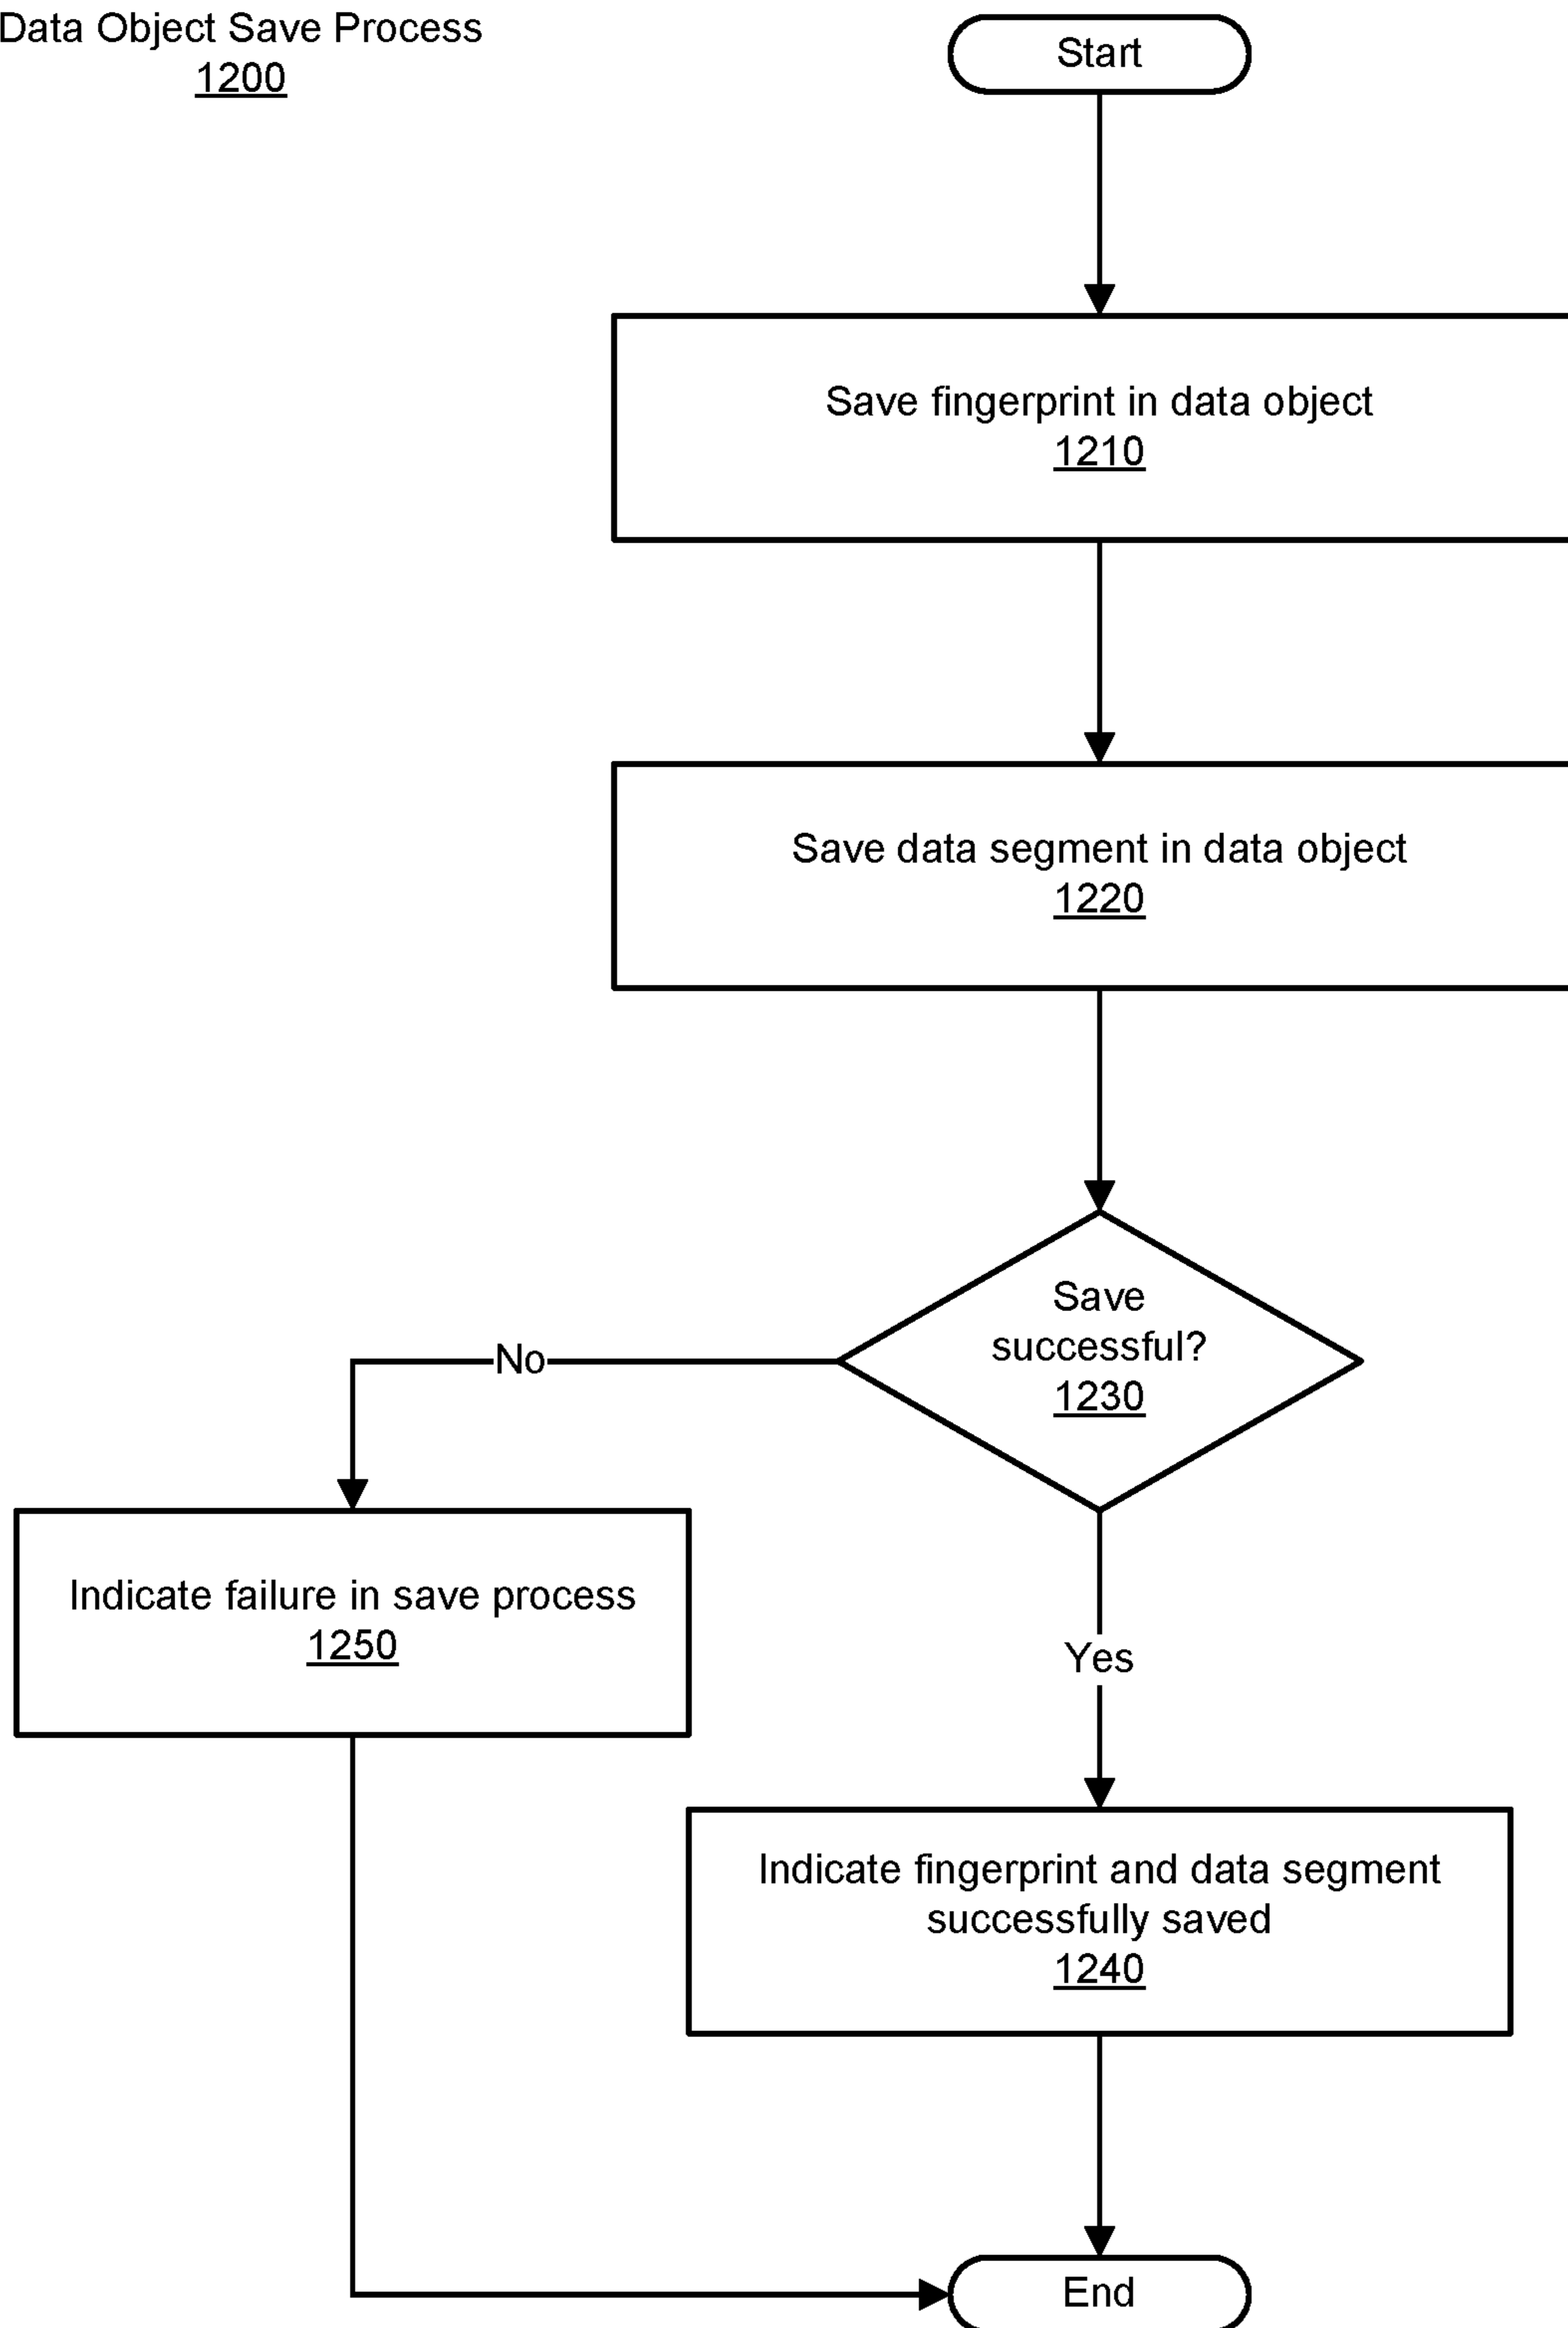 Data Object Save Process
1200
Start
Save fingerprint in data object
1210
Save data segment in data object
1220
Save
successful?
1230
No
Indicate failure in save process
1250
Yes
Indicate fingerprint and data segment
successfully saved
1240
End